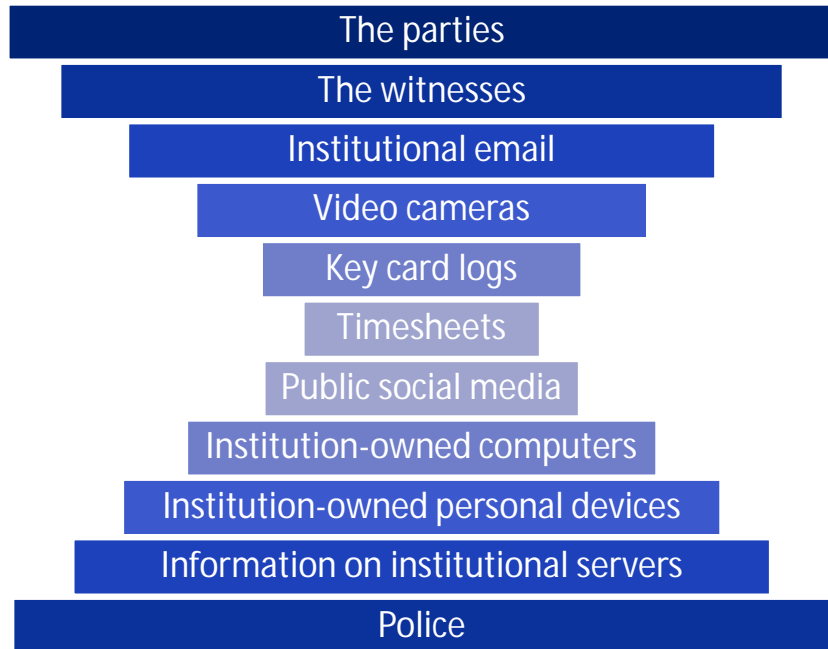 The parties
The witnesses
Institutional email
Video cameras
Key card logs
Timesheets
Public social media
Institution-owned computers
Institution-owned personal devices
Information on institutional servers
Police